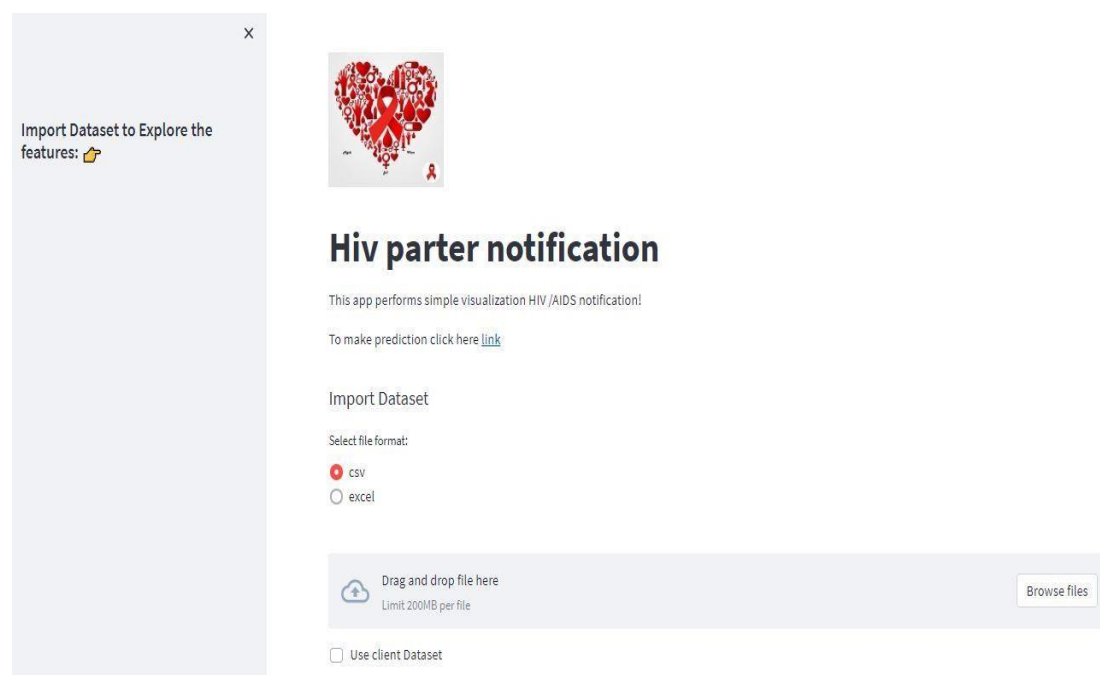 Import Dataset to Explore the
features: 👉
Hiv parter notification
This app performs simple visualization HIV /AIDS notification!
To make prediction click here link
Import Dataset
Select file format:
csv
excel
Drag and drop file here
Limit 200MB per file
Browse files
Use client Dataset